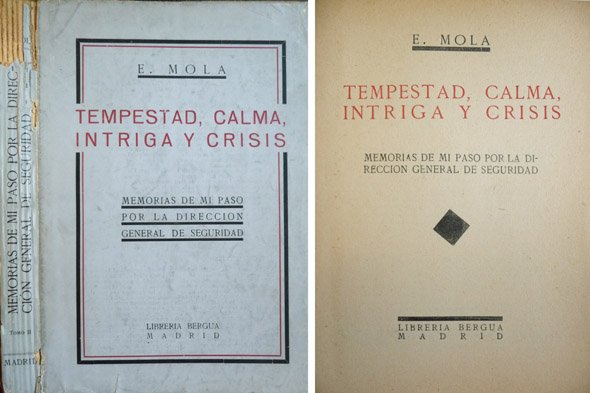 MEMORIAS DE MI PASO POR LA DIREC-
CION GENERAL DE SEGURIDAD -
TOMO II
MADRID
E. MOLA
TEMPESTAD, CALMA,
INTRIGA Y CRISIS
MEMORIAS DE MI PASO
POR LA DIRECCION
GENERAL DE SEGURIDAD
LIBRERIA BERGUA
MADRID
E. MOLA
TEMPESTAD, CALMA,
INTRIGA Y CRISIS
MEMORIAS DE MI PASO POR LA DI-
RECCION GENERAL DE SEGURIDAD
LIBRERIA BERGUA
MADRID